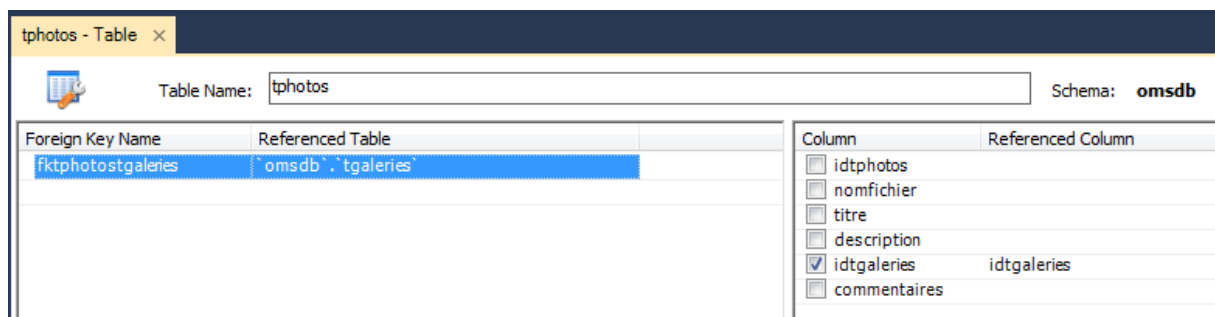 tphotos - Table ×
Table Name: tphotos Schema: omsdb
Foreign Key Name Referenced Table
fktphotostgaleries `omsdb`.`tgaleries`
Column Referenced Column
idtphotos
nomfichier
titre
description
idtgaleries idtgaleries
commentaires